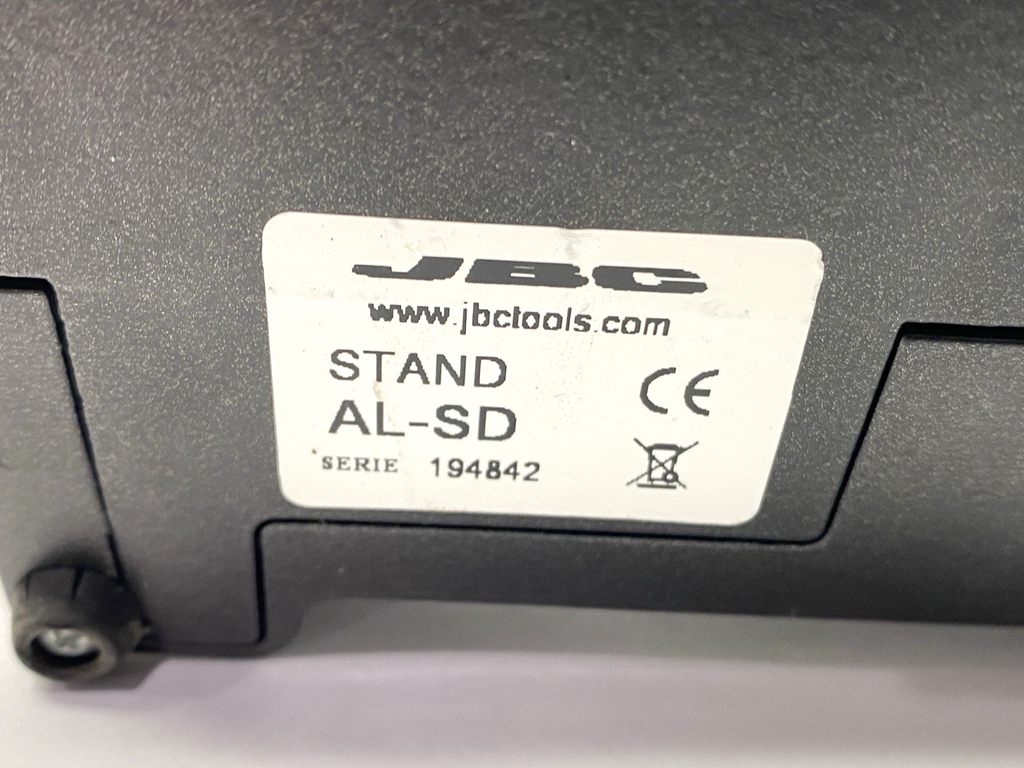 JBC
www.jbctools.com
STAND
AL-SD
CE
SERIE 194842